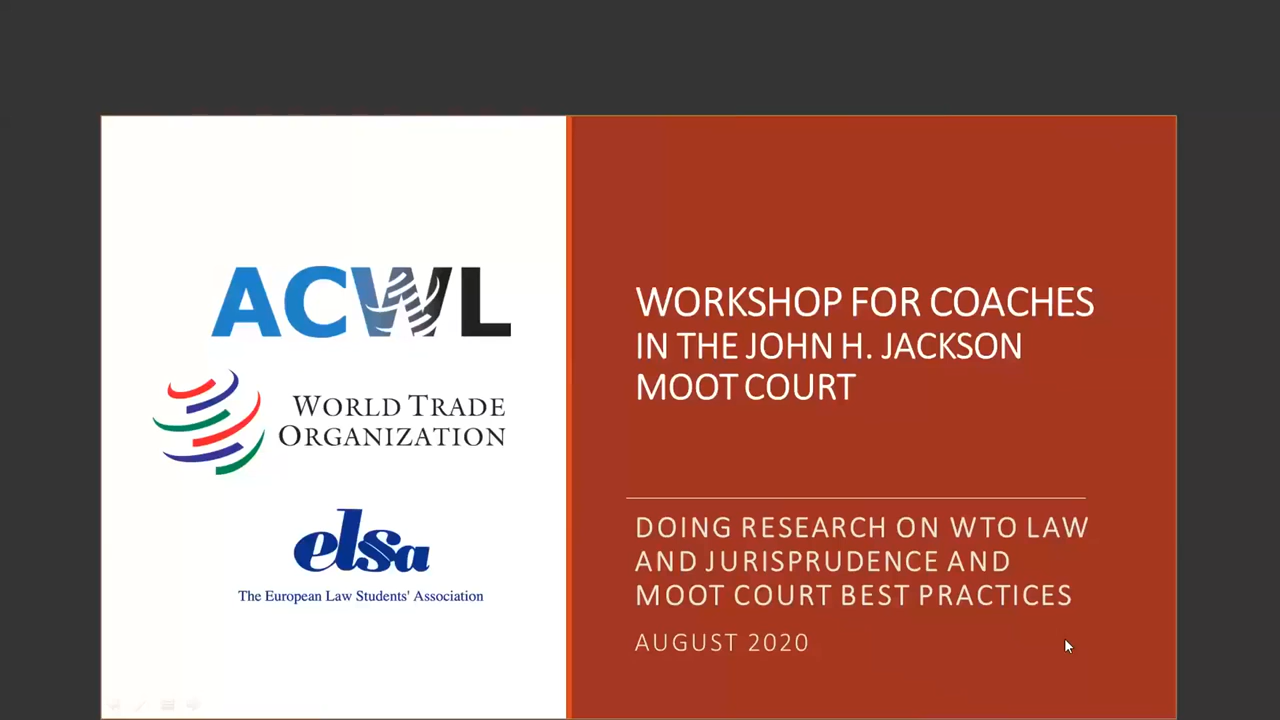 ACWL
WORLD TRADE
ORGANIZATION
elsa
The European Law Students' Association
WORKSHOP FOR COACHES
IN THE JOHN H. JACKSON
MOOT COURT
DOING RESEARCH ON WTO LAW
AND JURISPRUDENCE AND
MOOT COURT BEST PRACTICES
AUGUST 2020